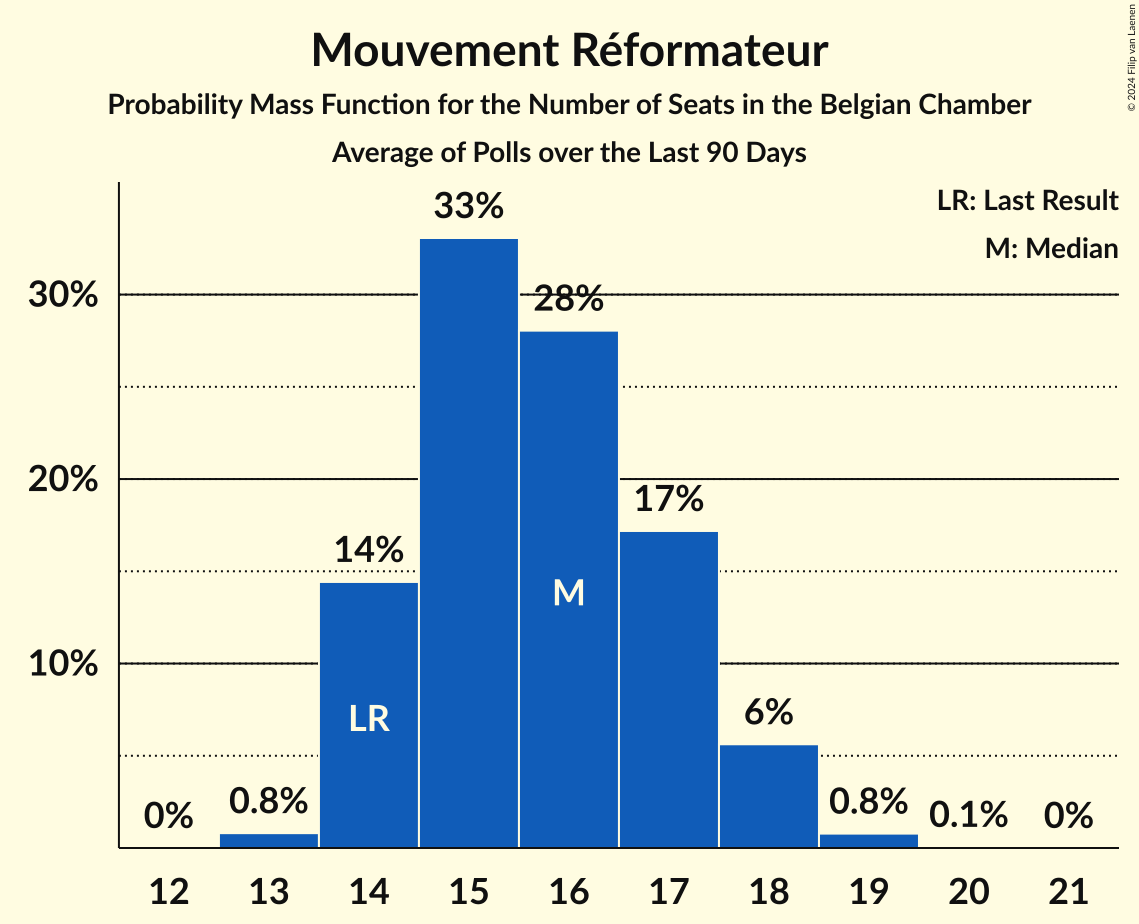 Mouvement Réformateur
Probability Mass Function for the Number of Seats in the Belgian Chamber
Average of Polls over the Last 90 Days
© 2024 Filip van Laenen
LR: Last Result
M: Median
33%
30%
28%
20%
17%
14%
M
10%
LR
6%
0%
0.8%
0.8%
0.1%
0%
12
13
14
15
16
17
18
19
20
21